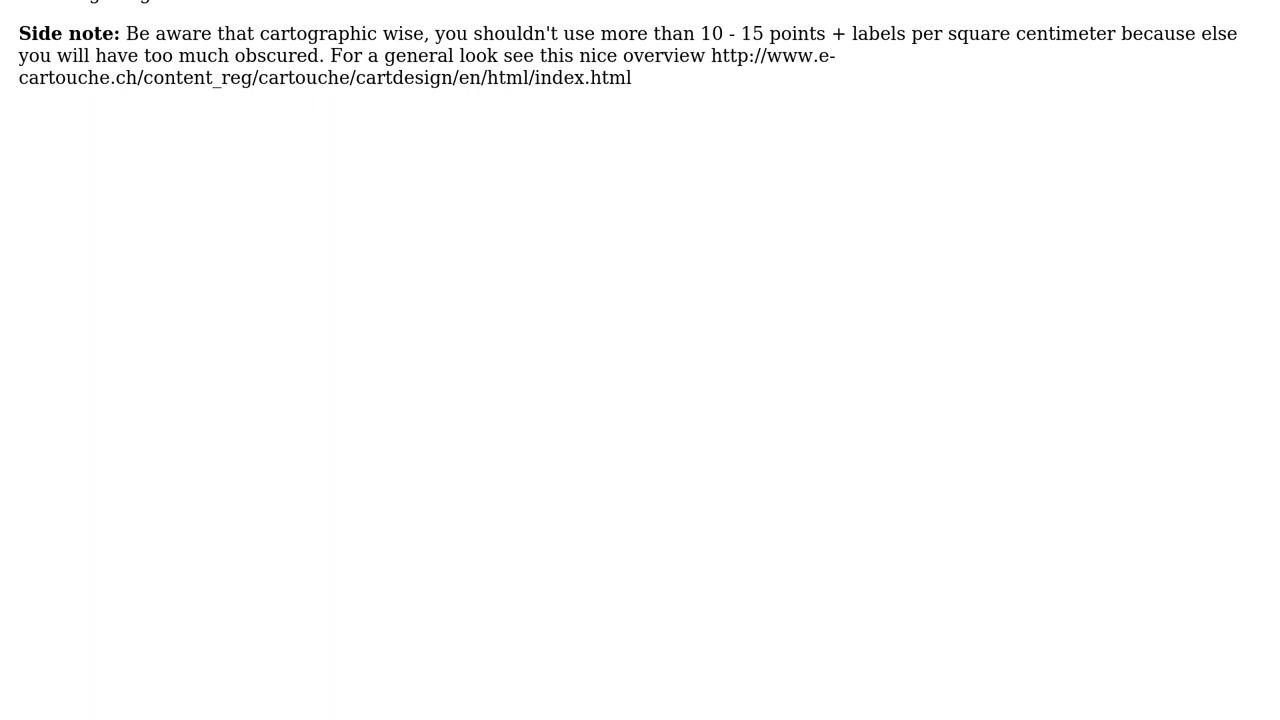 Side note: Be aware that cartographic wise, you shouldn't use more than 10 - 15 points + labels per square centimeter because else
you will have too much obscured. For a general look see this nice overview http://www.e-
cartouche.ch/content_reg/cartouche/cartdesign/en/html/index.html